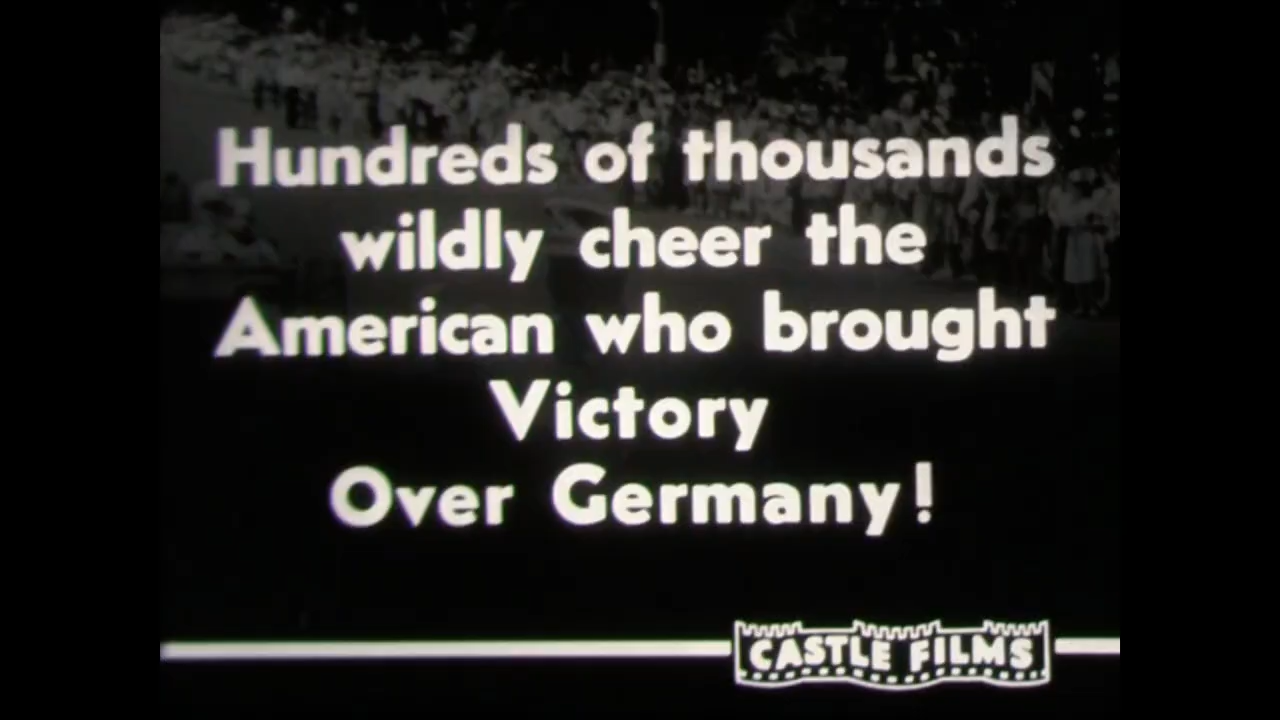 Hundreds of thousands
wildly cheer the
American who brought
Victory
Over Germany!
CASTLE FILMS